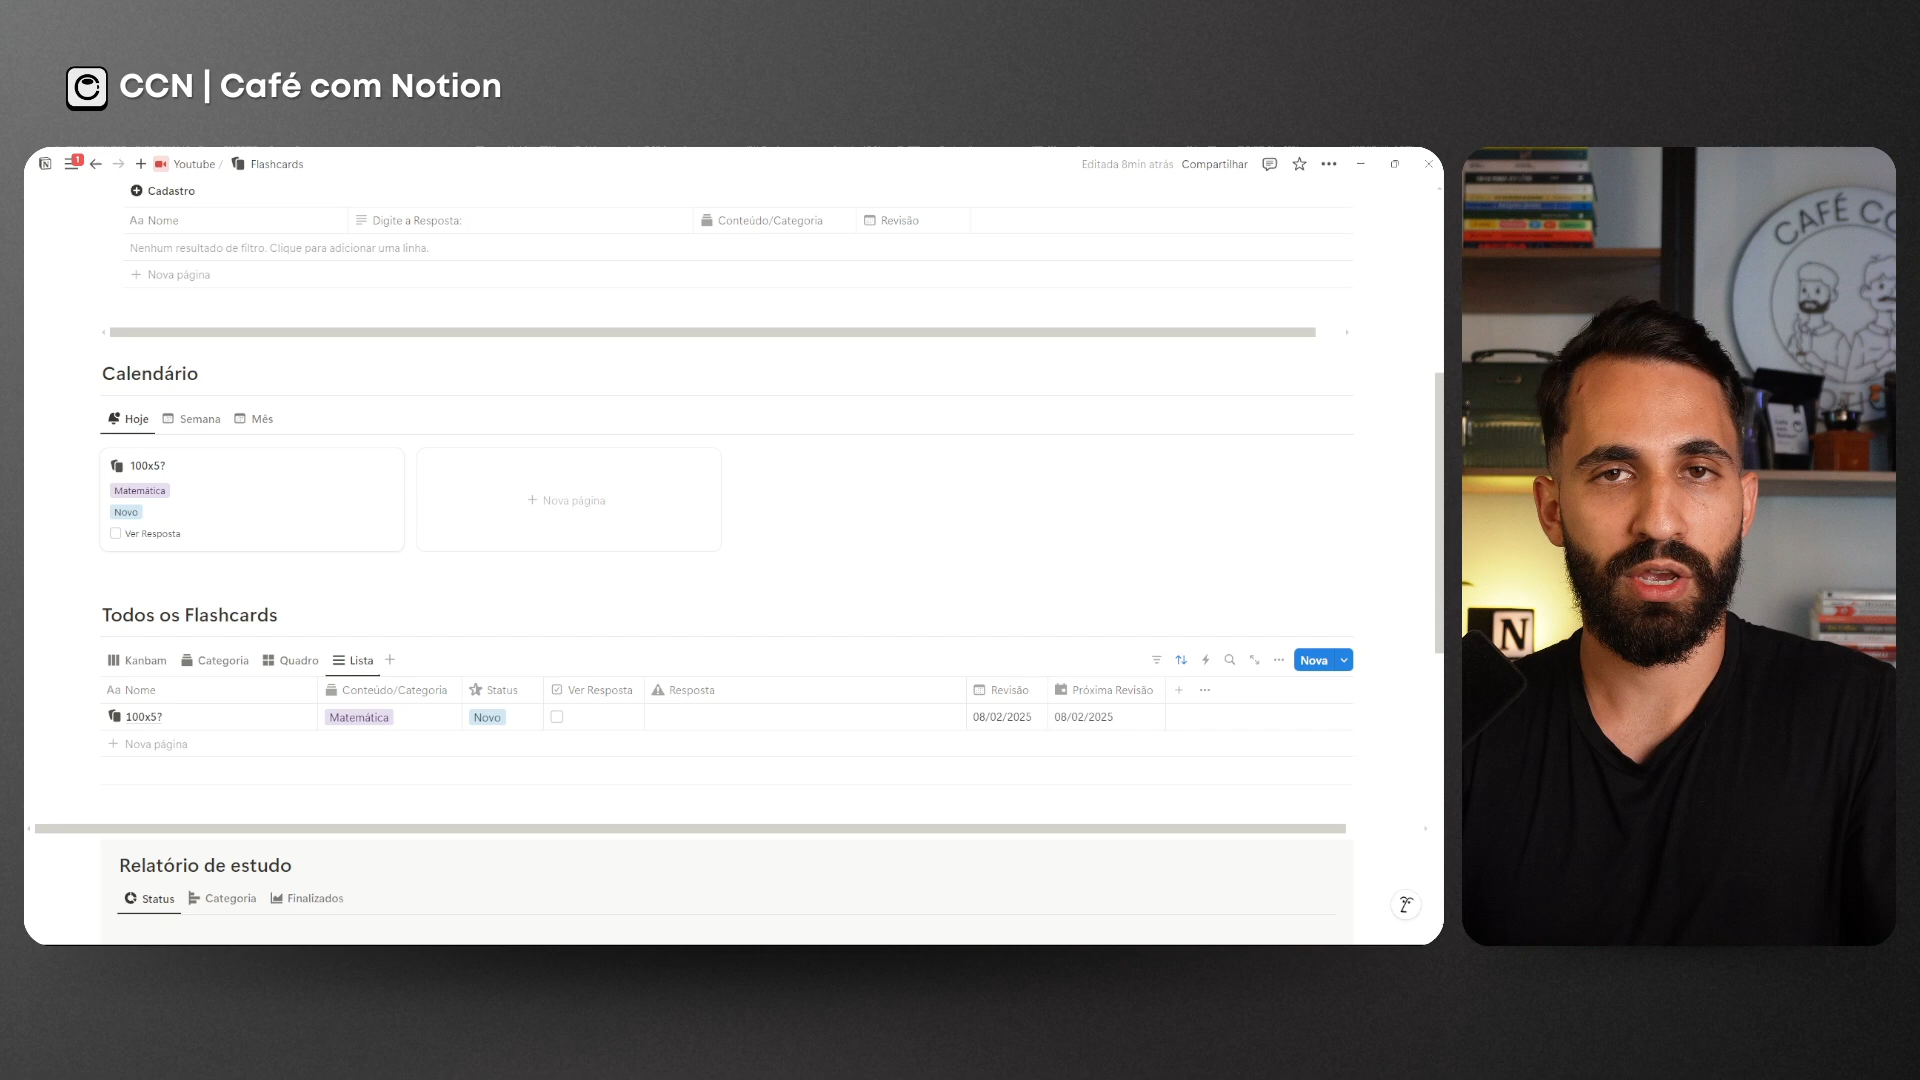 CCN | Café com Notion
1
Youtube / Flashcards
Editada 8min atrás Compartilhar
Cadastro
Aa Nome Digite a Resposta: Conteúdo/Categoria Revisão
Nenhum resultado de filtro. Clique para adicionar uma linha.
+ Nova página
Calendário
Hoje Semana Mês
100x5?
Matemática
Novo
Ver Resposta
+ Nova página
Todos os Flashcards
Kanbam Categoria Quadro Lista +
Nova
Aa Nome Conteúdo/Categoria Status Ver Resposta Resposta Revisão Próxima Revisão + ...
100x5? Matemática Novo 08/02/2025 08/02/2025
+ Nova página
Relatório de estudo
Status Categoria Finalizados
CAFÉ CO
N